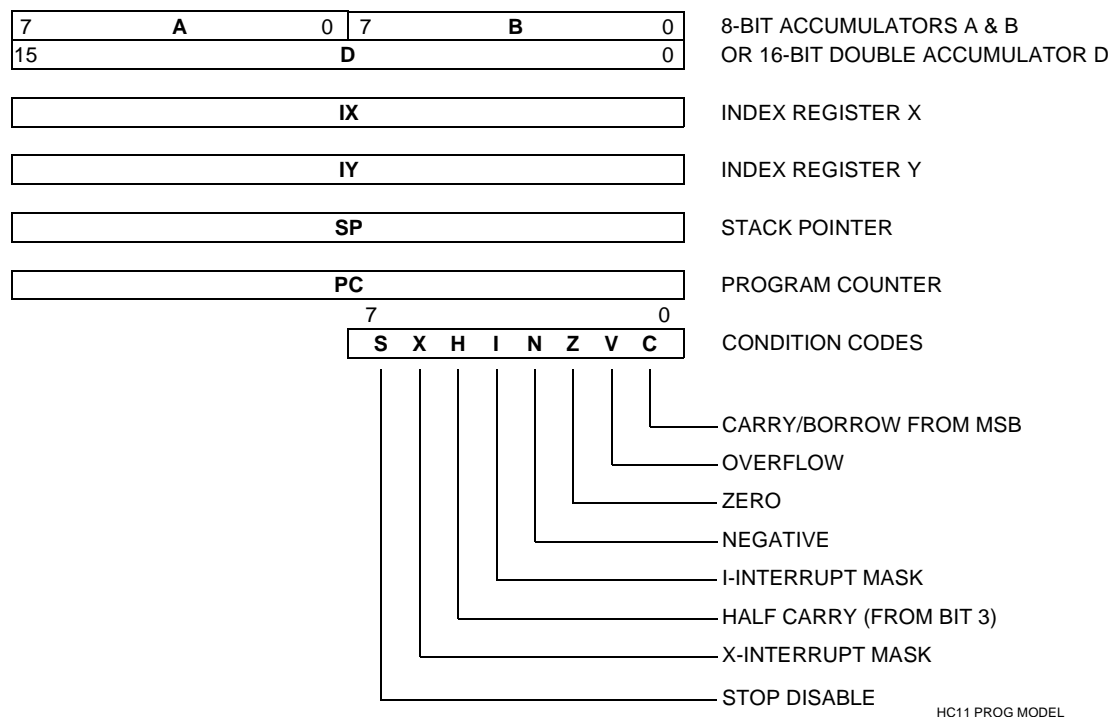 7 A 0 7 B 0 8-BIT ACCUMULATORS A & B
15 D 0 OR 16-BIT DOUBLE ACCUMULATOR D
IX INDEX REGISTER X
IY INDEX REGISTER Y
SP STACK POINTER
PC PROGRAM COUNTER
7 0
S X H I N Z V C CONDITION CODES
CARRY/BORROW FROM MSB
OVERFLOW
ZERO
NEGATIVE
I-INTERRUPT MASK
HALF CARRY (FROM BIT 3)
X-INTERRUPT MASK
STOP DISABLE
HC11 PROG MODEL